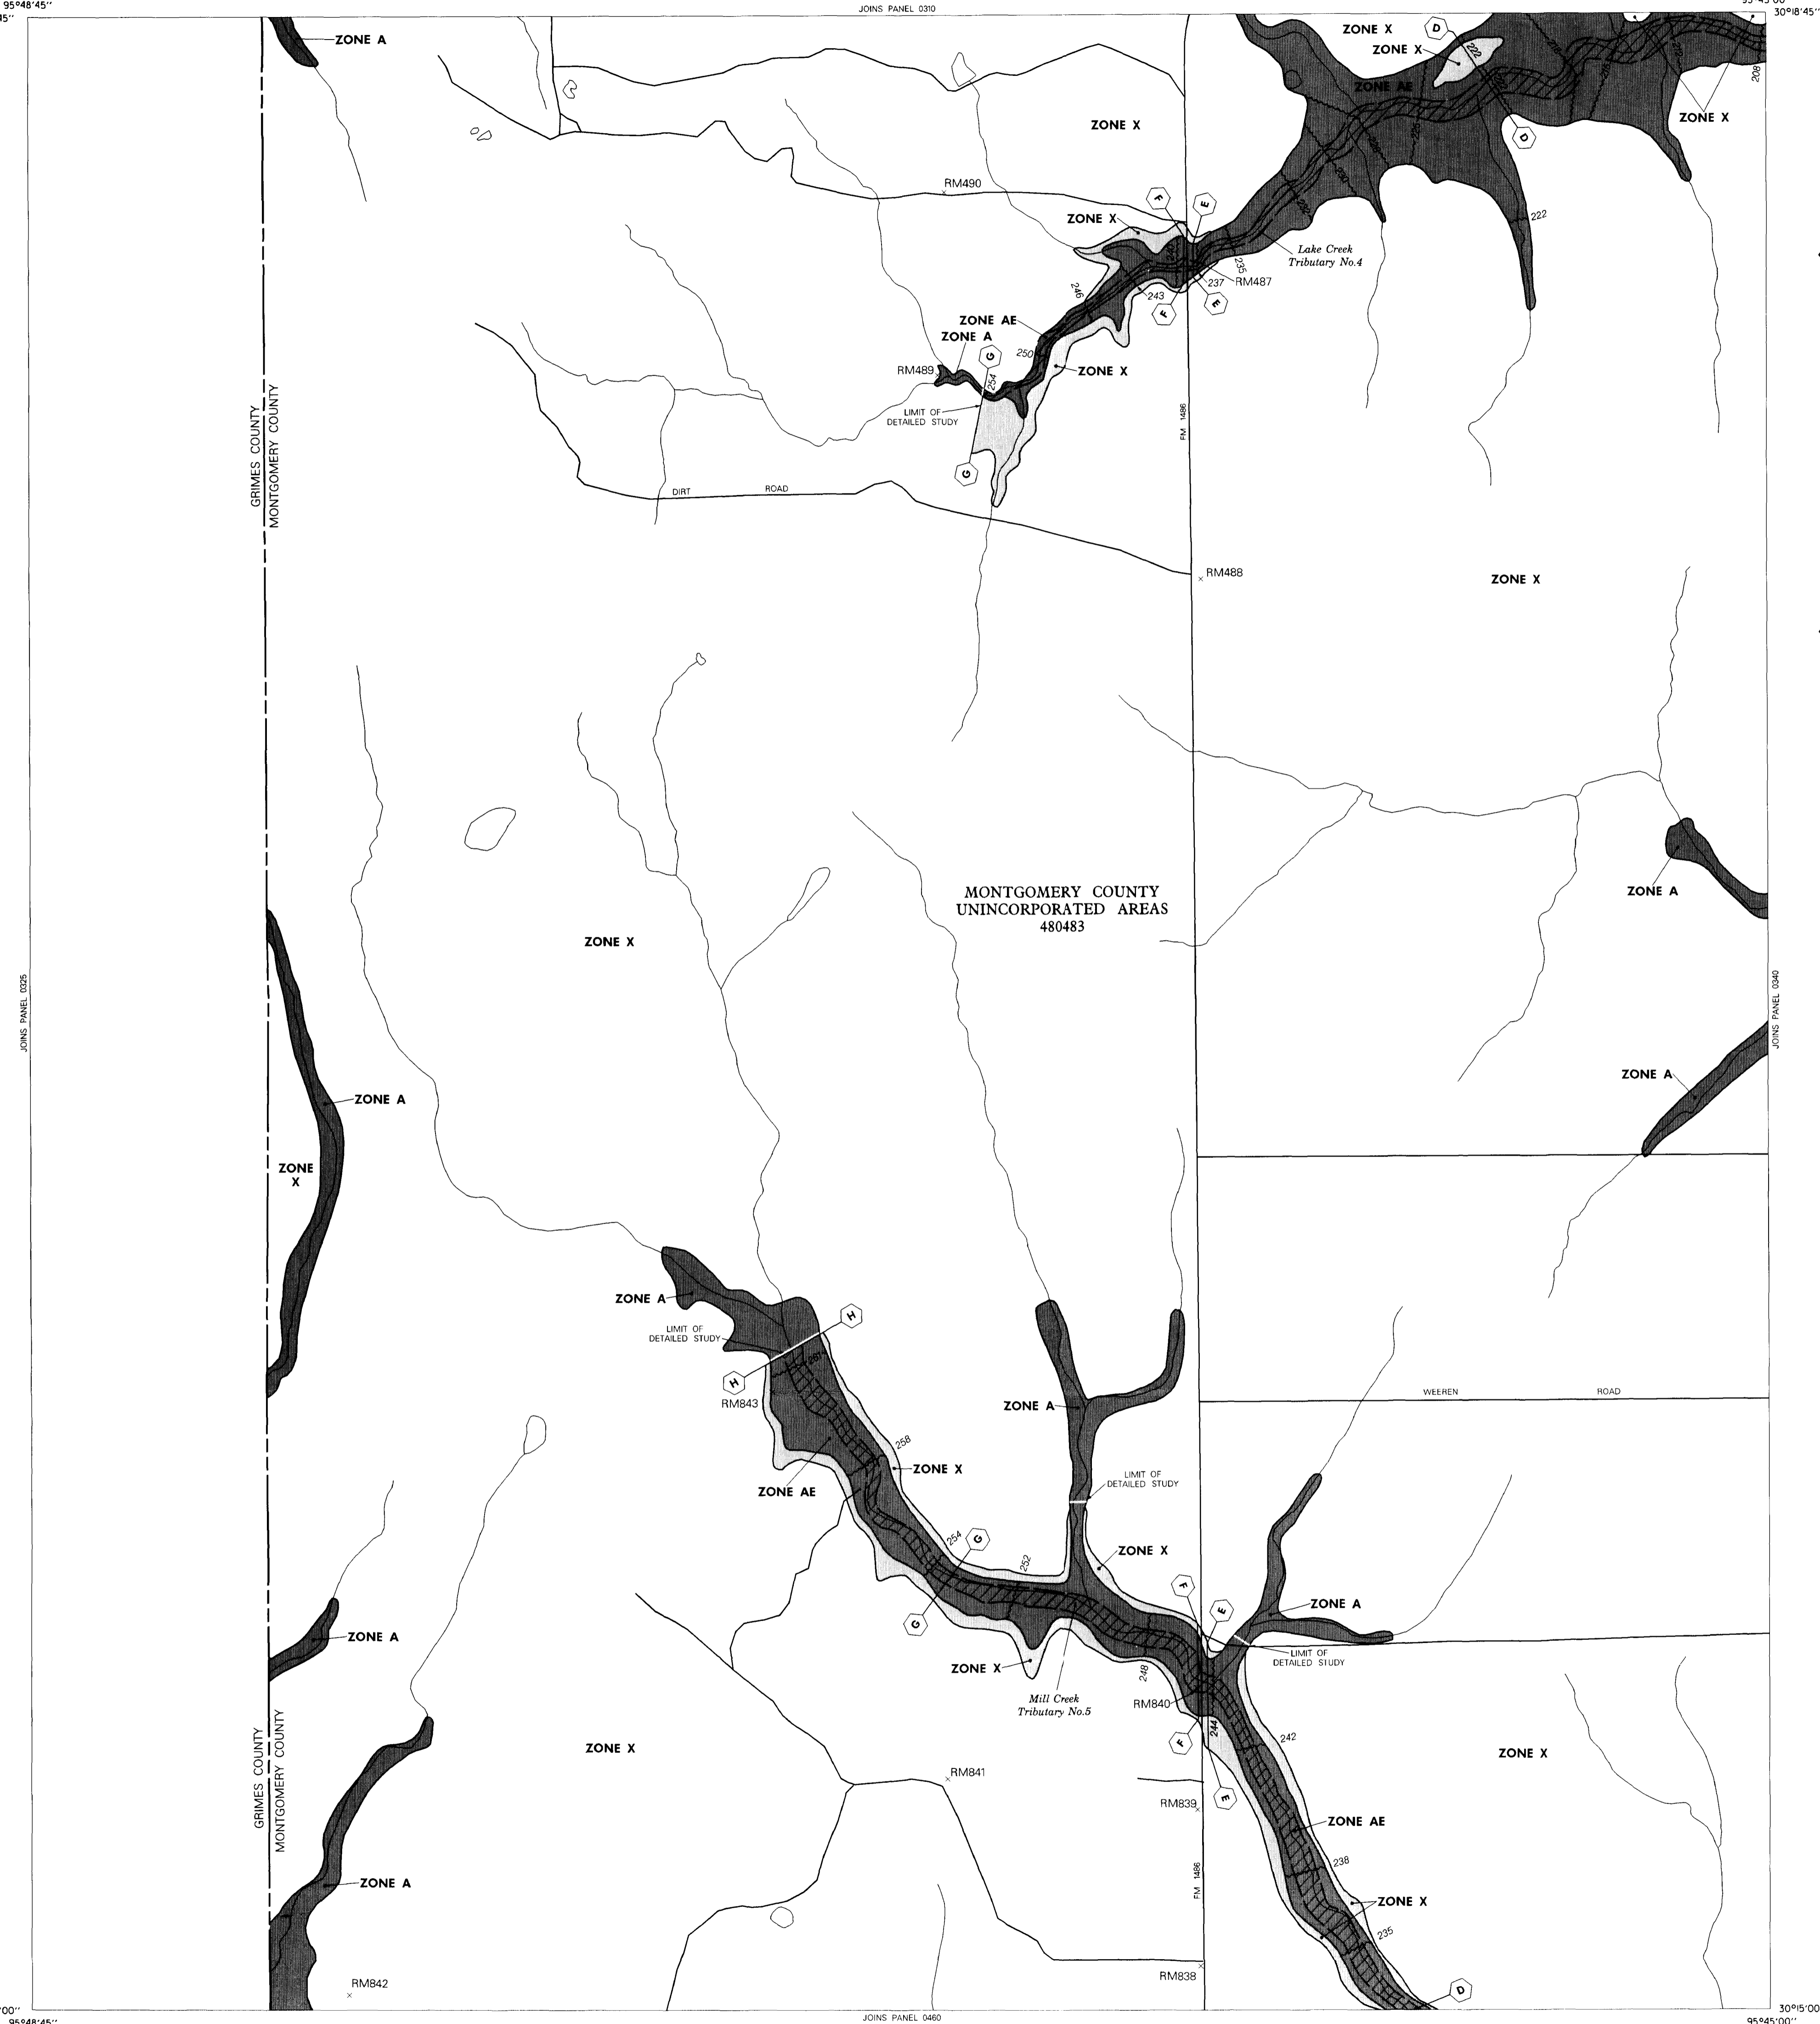 95°48'45''
JOINS PANEL 0310
30°18'45''
ZONE A
ZONE X
ZONE X
D
222
ZONE AE
208
ZONE X
ZONE X
D
RM490
F
E
ZONE X
222
Lake Creek
Tributary No.4
240
235
237
RM487
246
243
F
E
ZONE AE
ZONE A
G
250
RM489
254
ZONE X
LIMIT OF
DETAILED STUDY
FM 1486
GRIMES COUNTY
MONTGOMERY COUNTY
G
DIRT ROAD
RM488
ZONE X
MONTGOMERY COUNTY
UNINCORPORATED AREAS
480483
ZONE A
ZONE X
JOINS PANEL 0325
JOINS PANEL 0340
ZONE A
ZONE A
ZONE
X
ZONE A
H
LIMIT OF
DETAILED STUDY
261
H
RM843
WEEREN ROAD
ZONE A
258
ZONE X
LIMIT OF
DETAILED STUDY
ZONE AE
254
G
252
ZONE X
F
E
ZONE A
G
ZONE A
LIMIT OF
DETAILED STUDY
ZONE X
248
Mill Creek
Tributary No.5
RM840
244
242
F
GRIMES COUNTY
MONTGOMERY COUNTY
ZONE X
ZONE X
RM841
RM839
E
ZONE AE
238
FM 1486
ZONE A
ZONE X
235
RM838
RM842
D
00''
30°15'00
95°48'45''
JOINS PANEL 0460
95°45'00''